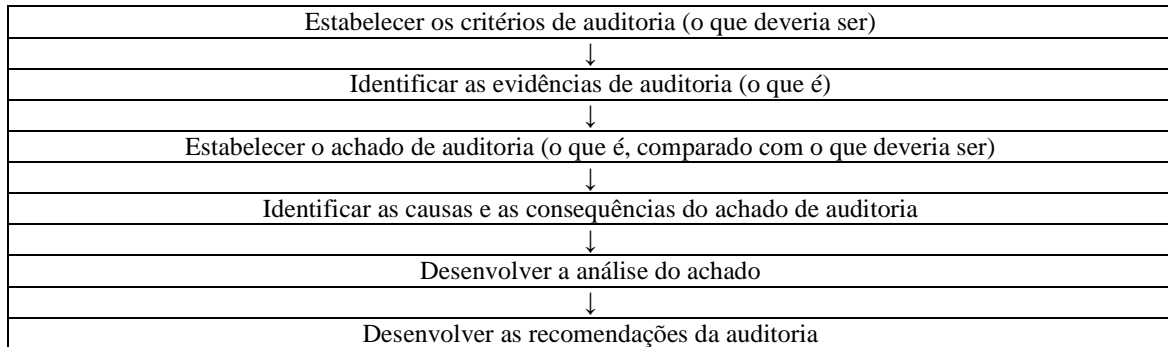 Estabelecer os critérios de auditoria (o que deveria ser)
↓
Identificar as evidências de auditoria (o que é)
↓
Estabelecer o achado de auditoria (o que é, comparado com o que deveria ser)
↓
Identificar as causas e as consequências do achado de auditoria
↓
Desenvolver a análise do achado
↓
Desenvolver as recomendações da auditoria